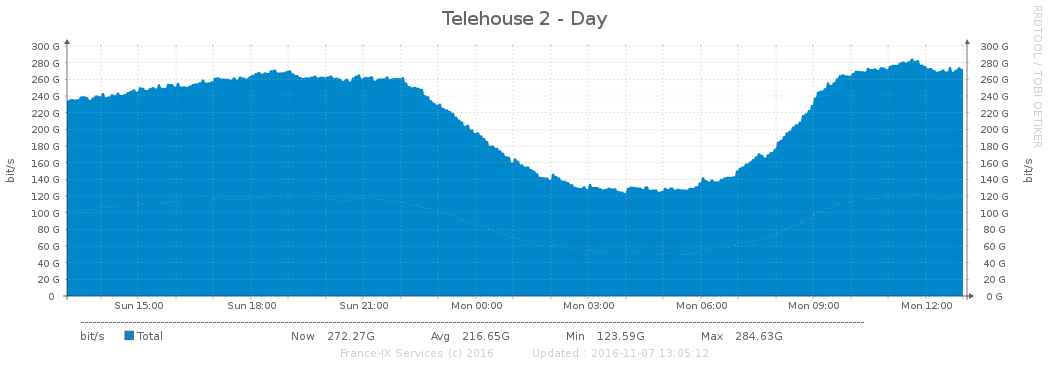 Telehouse 2 - Day
RRDTOOL / TOBI OETIKER
bit/s
300 G
280 G
260 G
240 G
220 G
200 G
180 G
160 G
140 G
120 G
100 G
80 G
60 G
40 G
20 G
0
300 G
280 G
260 G
240 G
220 G
200 G
180 G
160 G
140 G
120 G
100 G
80 G
60 G
40 G
20 G
0 G
bit/s
Sun 15:00 Sun 18:00 Sun 21:00 Mon 00:00 Mon 03:00 Mon 06:00 Mon 09:00 Mon 12:00
bit/s Total Now 272.27G Avg 216.65G Min 123.59G Max 284.63G
France-IX Services (c) 2016 Updated : 2016-11-07 13:05:12